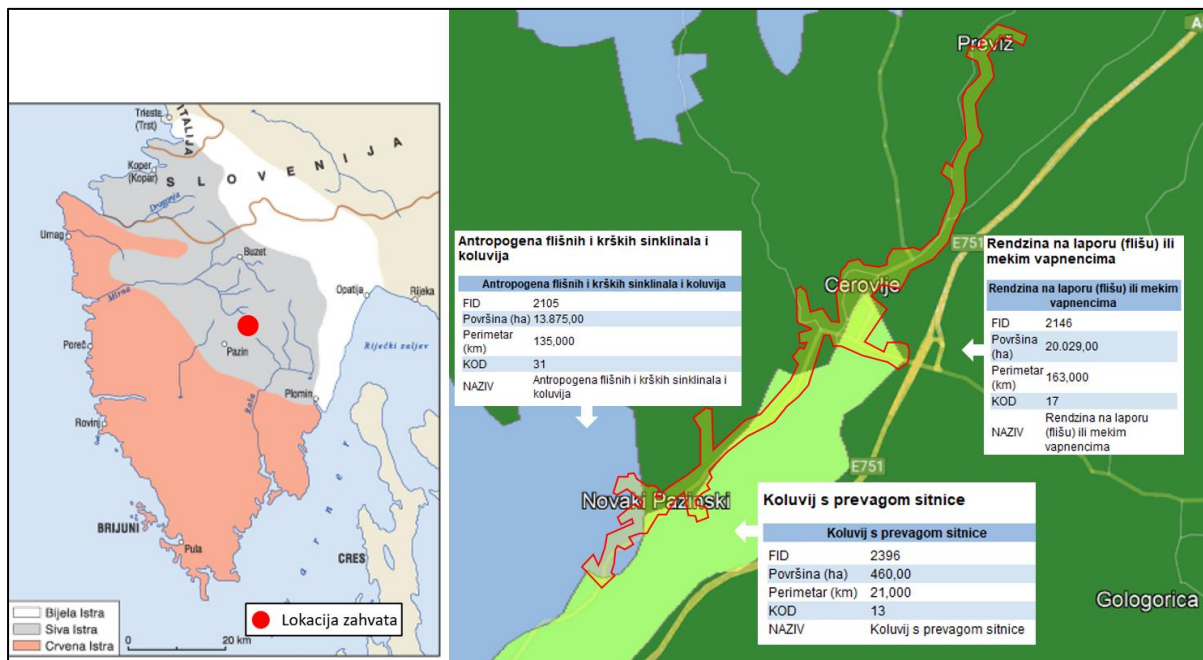 Trieste
(Trst)
ITALIJA
Koper
(Kopar)
SLOVENIJA
Dragonja
Umag
Buzet
Mirna
Opatija
Rijeka
Poreč
Pazin
Riječki zaljev
Plomin
Raša
Rovinj
BRIJUNI
Pula
CRES
Bijela Istra
Siva Istra
Crvena Istra
0
20 km
Lokacija zahvata
Previž
A
E751
Cerovlje
E751
Novaki Pazinski
Gologorica
Antropogena flišnih i krških sinklinala i
koluvija
Antropogena flišnih i krških sinklinala i koluvija
FID 2105
Površina (ha) 13.875,00
Perimetar
(km) 135,000
KOD 31
NAZIV Antropogena flišnih i krških sinklinala i
koluvija
Rendzina na laporu (flišu) ili
mekim vapnencima
Rendzina na laporu (flišu) ili mekim
vapnencima
FID 2146
Površina
(ha) 20.029,00
Perimetar
(km) 163,000
KOD 17
NAZIV Rendzina na laporu
(flišu) ili mekim
vapnencima
Koluvij s prevagom sitnice
Koluvij s prevagom sitnice
FID 2396
Površina (ha) 460,00
Perimetar (km) 21,000
KOD 13
NAZIV Koluvij s prevagom sitnice